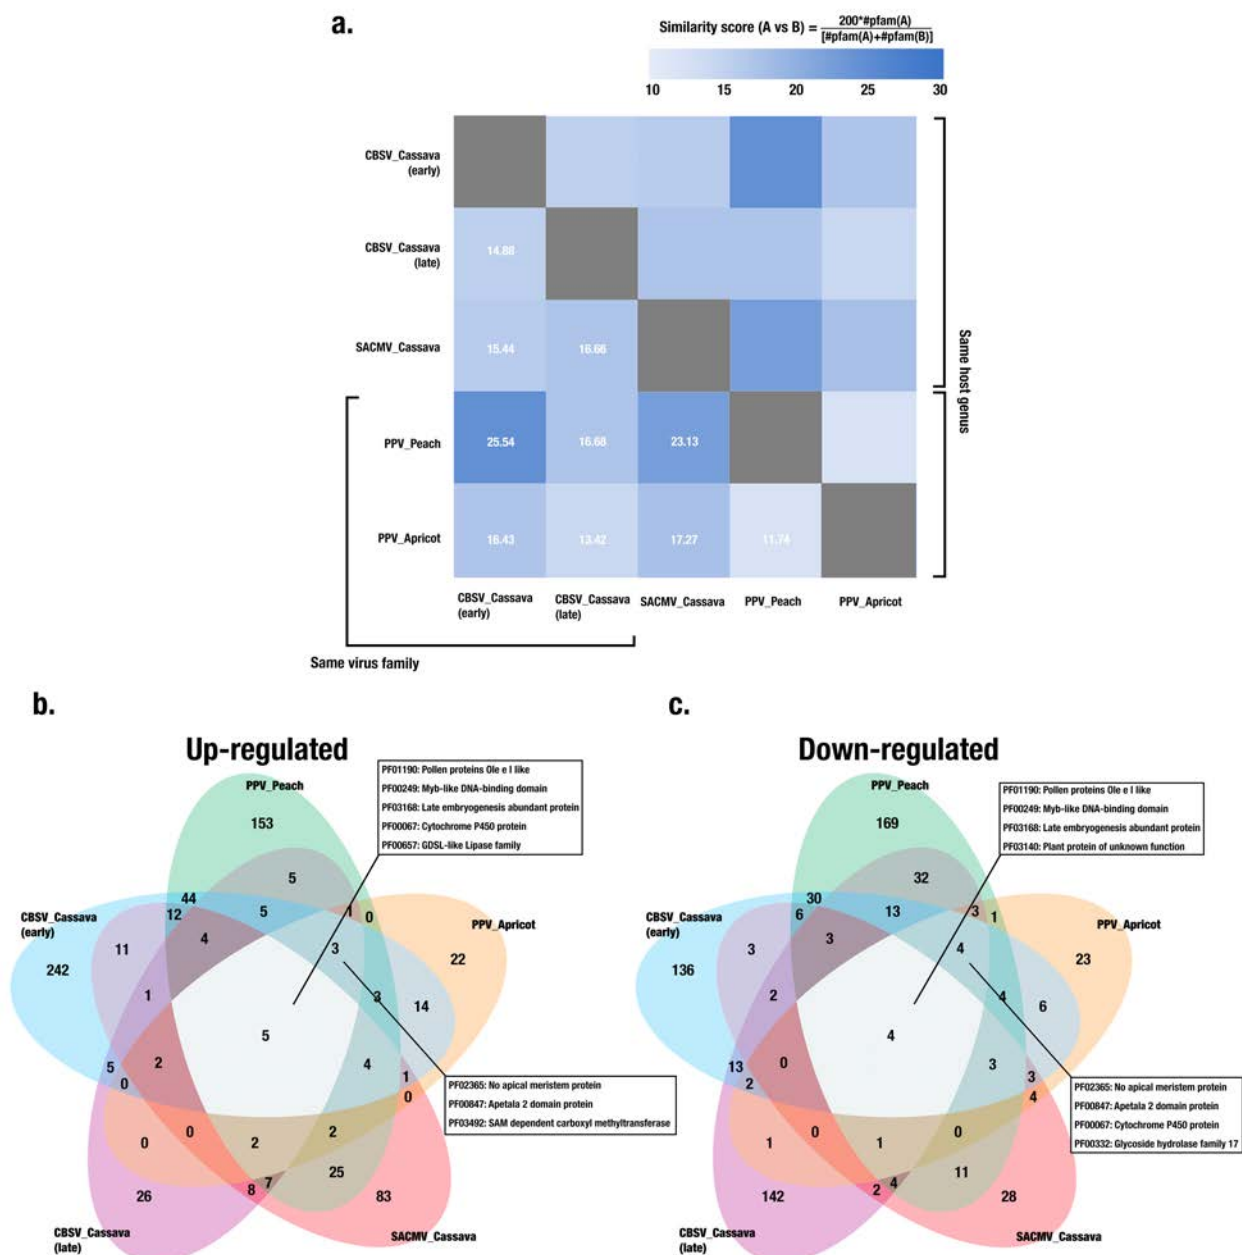 a.
Similarity score (A vs B) = 200*#pfam(A)
[#pfam(A)+#pfam(B)]
10 15 20 25 30
CBSV_Cassava
(early)
CBSV_Cassava
(late)
14.88
SACMV_Cassava
15.44 16.66
PPV_Peach
25.54 16.68 23.13
PPV_Apricot
16.43 13.42 17.27 11.74
CBSV_Cassava
(early)
CBSV_Cassava
(late)
SACMV_Cassava
PPV_Peach
PPV_Apricot
Same host genus
Same virus family
b.
Up-regulated
PF01190: Pollen proteins Ole e I like
PF00249: Myb-like DNA-binding domain
PF03168: Late embryogenesis abundant protein
PF00067: Cytochrome P450 protein
PF00657: GDSL-like Lipase family
PPV_Peach
153
5
44
12
5
1
0
CBSV_Cassava
(early)
PPV_Apricot
242
11
4
3
22
1
3
14
5
5
0
2
4
1
0
PF02365: No apical meristem protein
PF00847: Apetala 2 domain protein
PF03492: SAM dependent carboxyl methyltransferase
0
0
2
2
25
26
8
7
83
CBSV_Cassava
(late)
SACMV_Cassava
c.
Down-regulated
PPV_Peach
PF01190: Pollen proteins Ole e I like
PF00249: Myb-like DNA-binding domain
PF03168: Late embryogenesis abundant protein
PF03140: Plant protein of unknown function
169
32
30
6
13
3
1
CBSV_Cassava
(early)
PPV_Apricot
136
3
3
4
23
2
4
6
4
13
2
0
3
3
4
PF02365: No apical meristem protein
PF00847: Apetala 2 domain protein
PF00067: Cytochrome P450 protein
PF00332: Glycoside hydrolase family 17
1
0
1
0
11
142
2
4
28
CBSV_Cassava
(late)
SACMV_Cassava